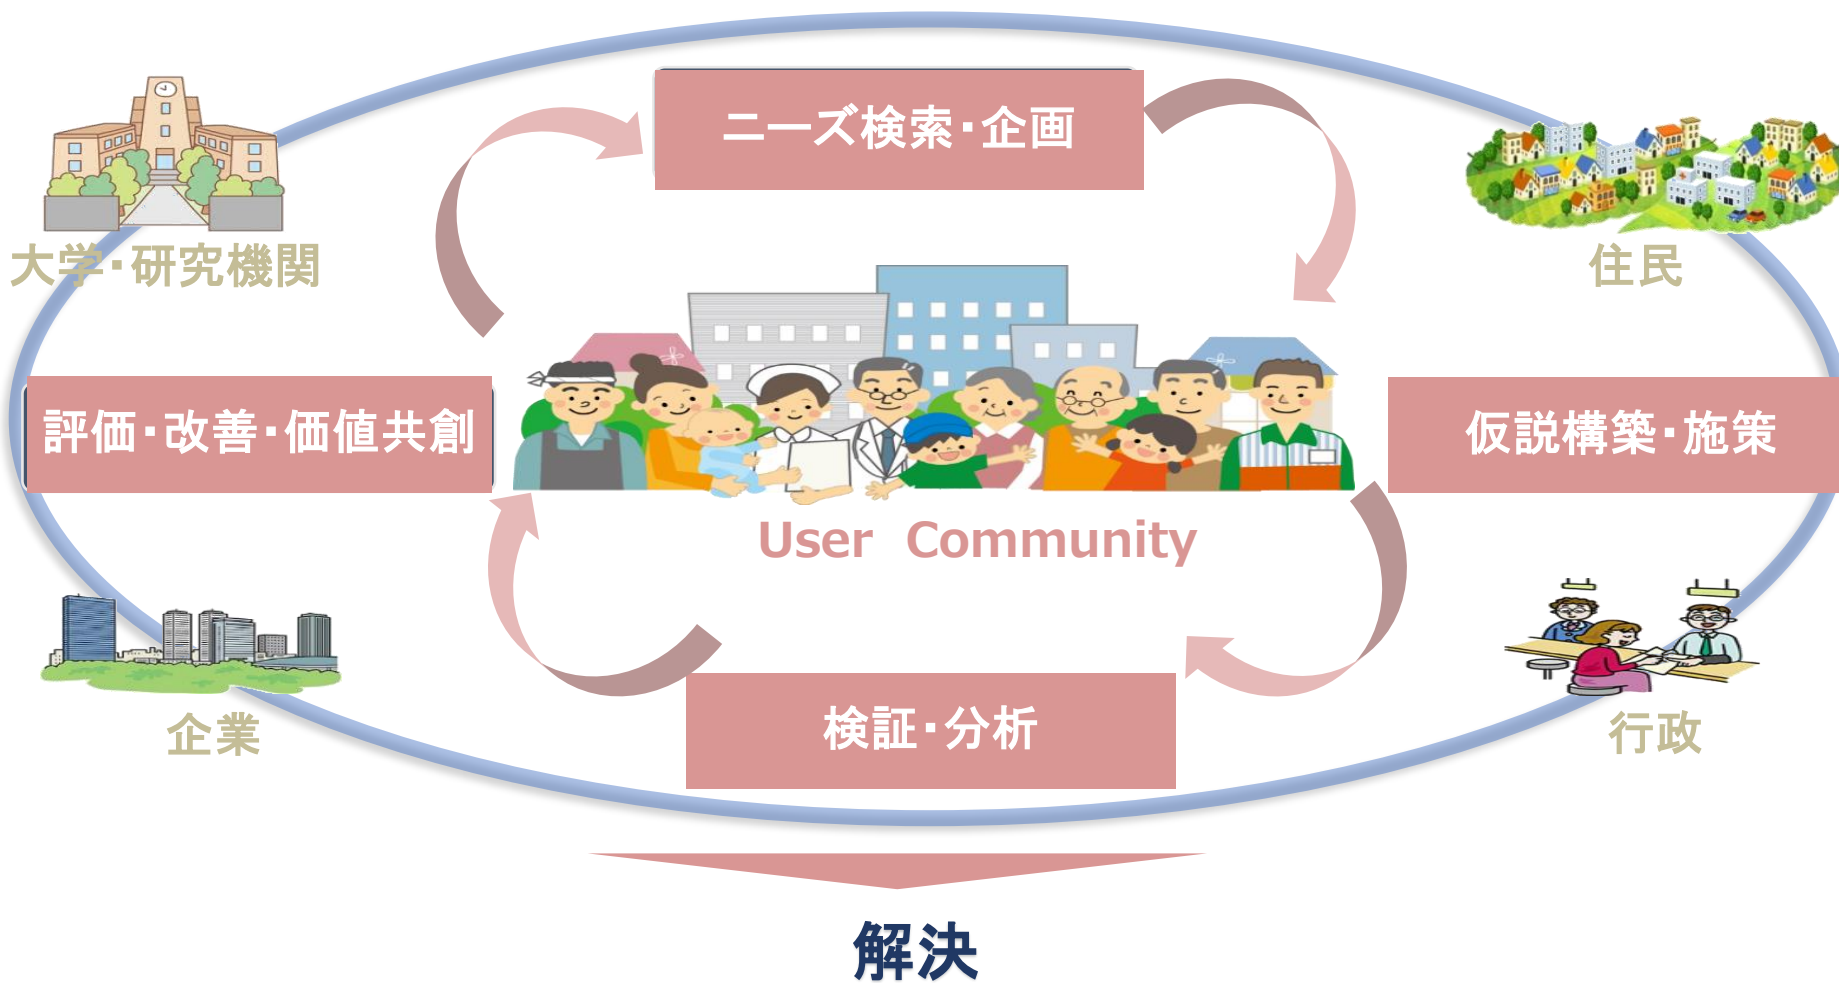 ニーズ検索・企画
大学・研究機関
住民
評価・改善・価値共創
仮説構築・施策
User Community
検証・分析
企業
行政
解決